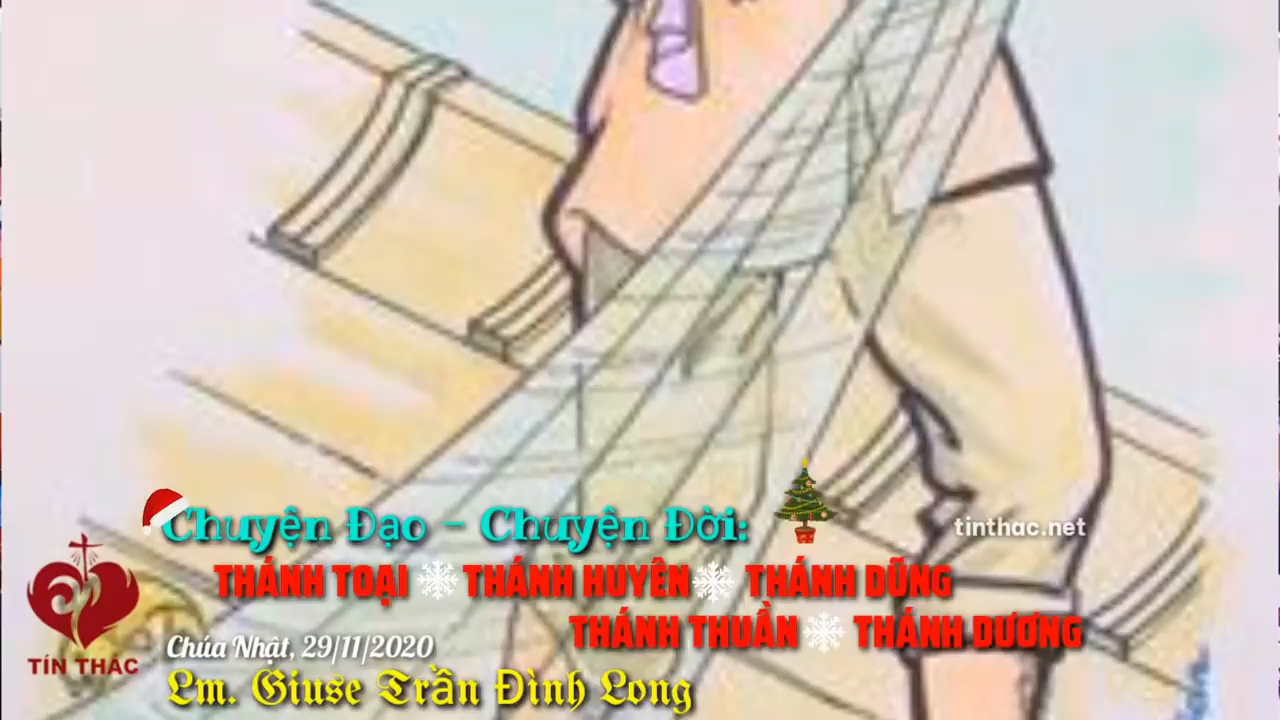 Chuyện Đạo - Chuyện Đời:
tinthac.net
THÁNH TOẠI THÁNH HUYÊN THÁNH DŨNG
THÁNH THUẦN THÁNH DƯƠNG
Chúa Nhật, 29/11/2020
TÍN THÁC
Lm. Giuse Trần Đình Long